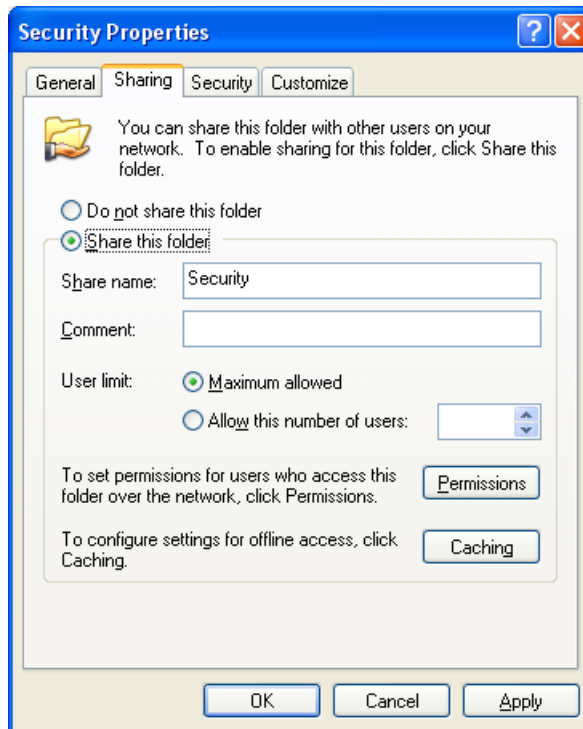 Security Properties
General Sharing Security Customize
You can share this folder with other users on your
network. To enable sharing for this folder, click Share this
folder.
Do not share this folder
Share this folder
Share name: Security
Comment:
User limit: Maximum allowed
Allow this number of users:
To set permissions for users who access this
folder over the network, click Permissions.
Permissions
To configure settings for offline access, click
Caching.
Caching
OK Cancel Apply